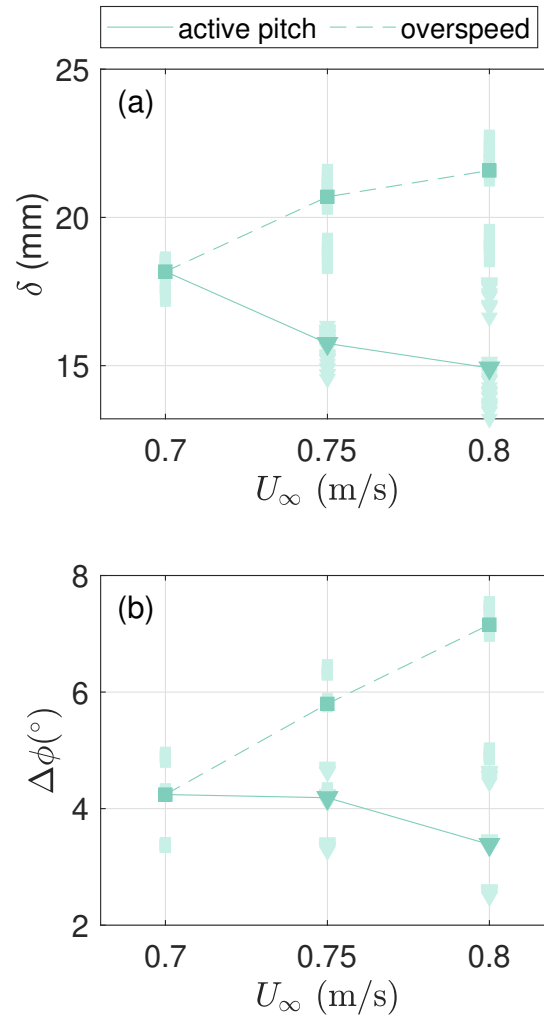 active pitch overspeed
(a)
25
20
15
δ (mm)
0.7 0.75 0.8
U∞ (m/s)
(b)
8
6
4
2
Δϕ(°)
0.7 0.75 0.8
U∞ (m/s)